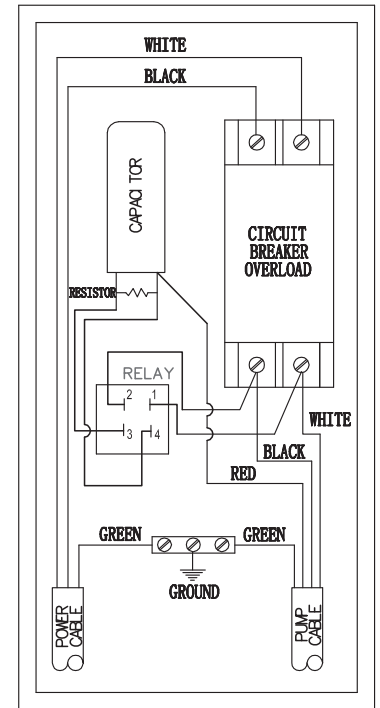 WHITE
BLACK
CAPACITOR
CIRCUIT
BREAKER
OVERLOAD
RESISTOR
RELAY
2 1
3 4
WHITE
BLACK
RED
GREEN
GREEN
GROUND
POWER
CABLE
PUMP
CABLE